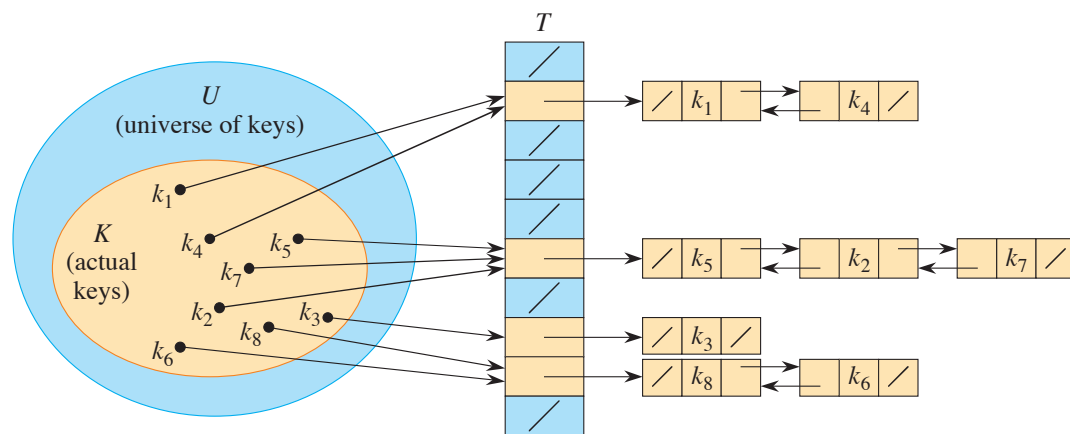 T
U
(universe of keys)
k₁ k₄
k₁
K
(actual
keys)
k₄ k₅
k₇
k₅ k₂ k₇
k₂ k₃
k₈
k₆
k₃
k₈ k₆